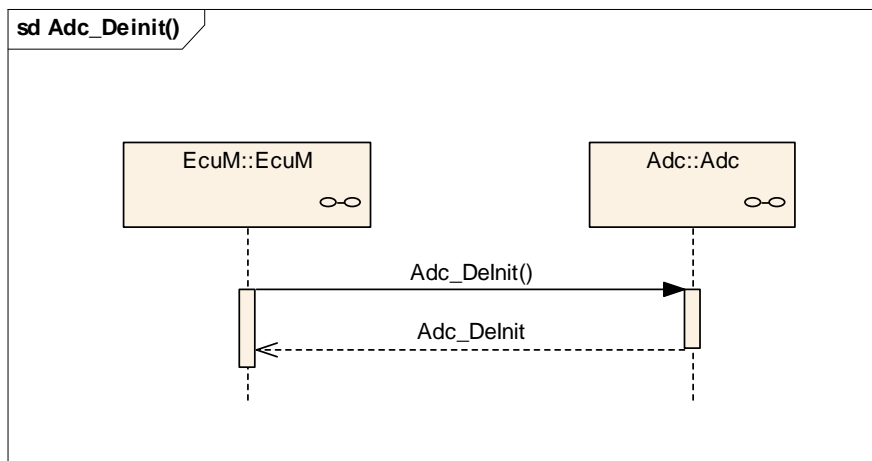 sd Adc_Deinit()
EcuM::EcuM
Adc::Adc
Adc_DeInit()
Adc_DeInit